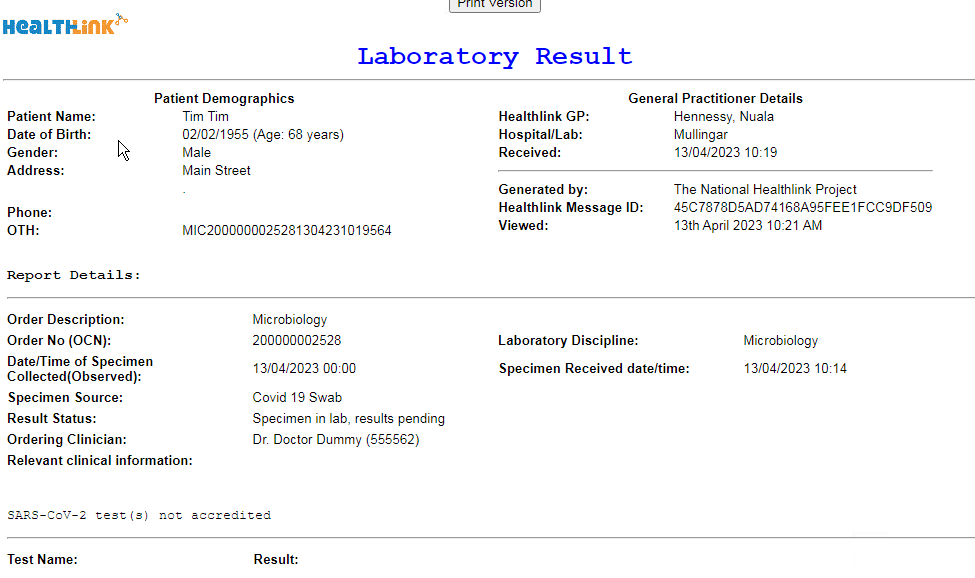 Print Version
HealthLink
Laboratory Result
Patient Demographics
Patient Name: Tim Tim
Date of Birth: 02/02/1955 (Age: 68 years)
Gender: Male
Address: Main Street
.
Phone:
OTH: MIC2000000025281304231019564
General Practitioner Details
Healthlink GP: Hennessy, Nuala
Hospital/Lab: Mullingar
Received: 13/04/2023 10:19
Generated by: The National Healthlink Project
Healthlink Message ID: 45C7878D5AD74168A95FEE1FCC9DF509
Viewed: 13th April 2023 10:21 AM
Report Details:
Order Description: Microbiology
Order No (OCN): 200000002528 Laboratory Discipline: Microbiology
Date/Time of Specimen
Collected(Observed): 13/04/2023 00:00 Specimen Received date/time: 13/04/2023 10:14
Specimen Source: Covid 19 Swab
Result Status: Specimen in lab, results pending
Ordering Clinician: Dr. Doctor Dummy (555562)
Relevant clinical information:
SARS-CoV-2 test(s) not accredited
Test Name: Result: